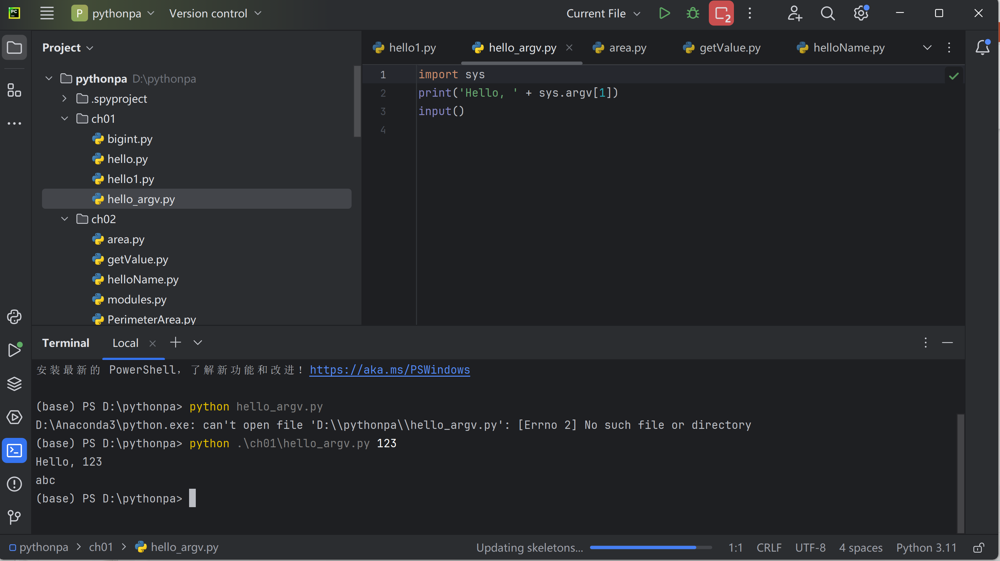 PC
P pythonpa Version control Current File 2
Project
hello1.py hello_argv.py area.py getValue.py helloName.py
pythonpa D:\pythonpa
.spyproject
ch01
bigint.py
hello.py
hello1.py
hello_argv.py
ch02
area.py
getValue.py
helloName.py
modules.py
PerimeterArea.py
1 import sys
2 print('Hello, ' + sys.argv[1])
3 input()
4
Terminal Local
安装最新的 PowerShell，了解新功能和改进！https://aka.ms/PSWindows
(base) PS D:\pythonpa> python hello_argv.py
D:\Anaconda3\python.exe: can't open file 'D:\\pythonpa\\hello_argv.py': [Errno 2] No such file or directory
(base) PS D:\pythonpa> python .\ch01\hello_argv.py 123
Hello, 123
abc
(base) PS D:\pythonpa>
pythonpa > ch01 > hello_argv.py Updating skeletons... 1:1 CRLF UTF-8 4 spaces Python 3.11